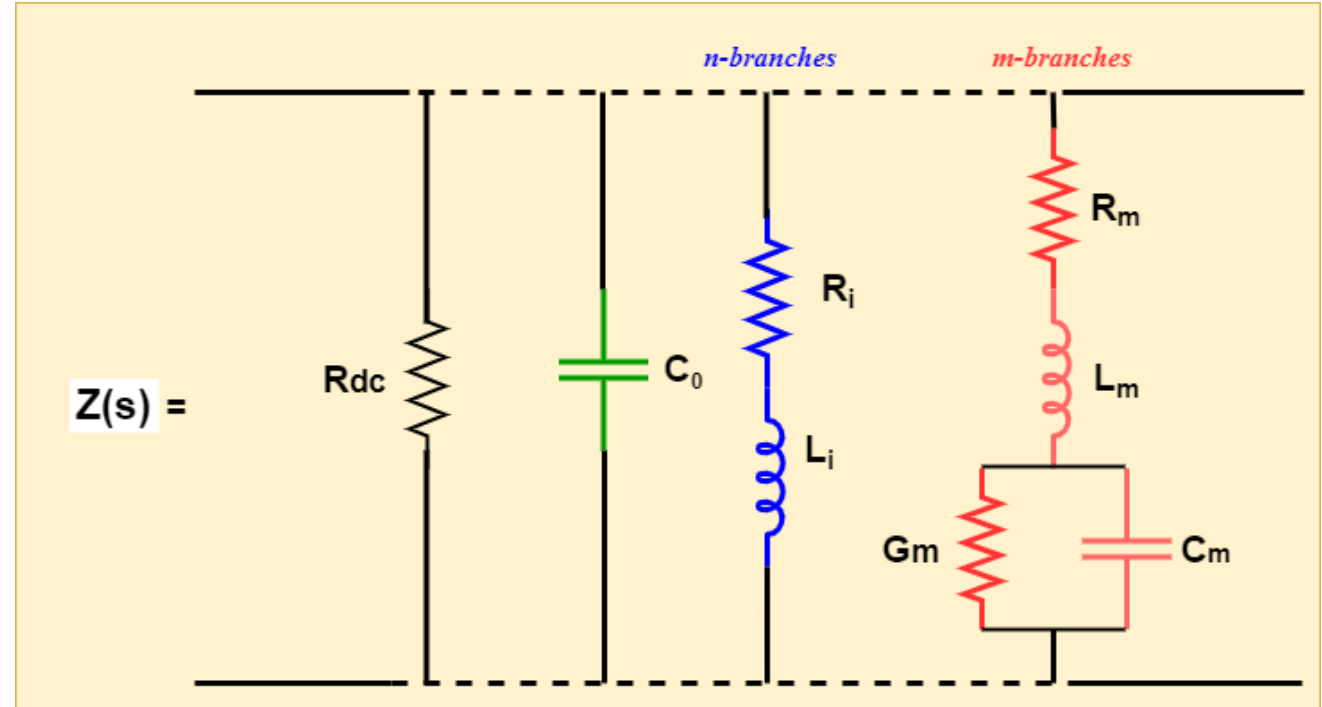 n-branches
m-branches
Rm
Ri
Rdc
C0
Lm
Z(s) =
Li
Gm
Cm